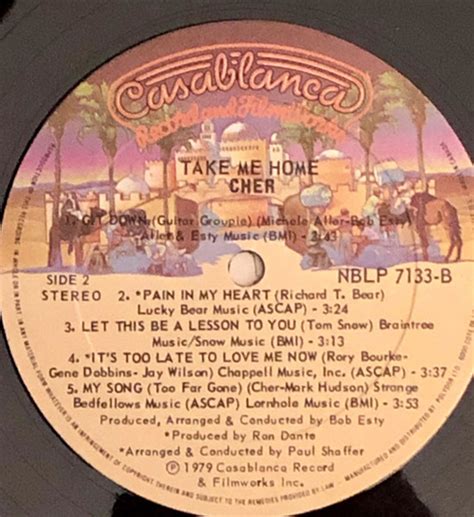 Casablanca
Record and FilmWorks
TAKE ME HOME
CHER
1. GET DOWN (Guitar Groupie) (Michele Aller-Bob Esty)
Aller & Esty Music (BMI) - 3:43
SIDE 2
NBLP 7133-B
STEREO
2. *PAIN IN MY HEART (Richard T. Bear)
Lucky Bear Music (ASCAP) - 3:24
3. LET THIS BE A LESSON TO YOU (Tom Snow) Braintree
Music/Snow Music (BMI) - 3:13
4. *IT'S TOO LATE TO LOVE ME NOW (Rory Bourke-
Gene Dobbins-Jay Wilson) Chappell Music, Inc. (ASCAP) - 3:37
5. MY SONG (Too Far Gone) (Cher-Mark Hudson) Strange
Bedfellows Music (ASCAP) Lornhole Music (BMI) - 3:53
Produced, Arranged & Conducted by Bob Esty
*Produced by Ron Dante
*Arranged & Conducted by Paul Shaffer
℗1979 Casablanca Record
& Filmworks Inc.